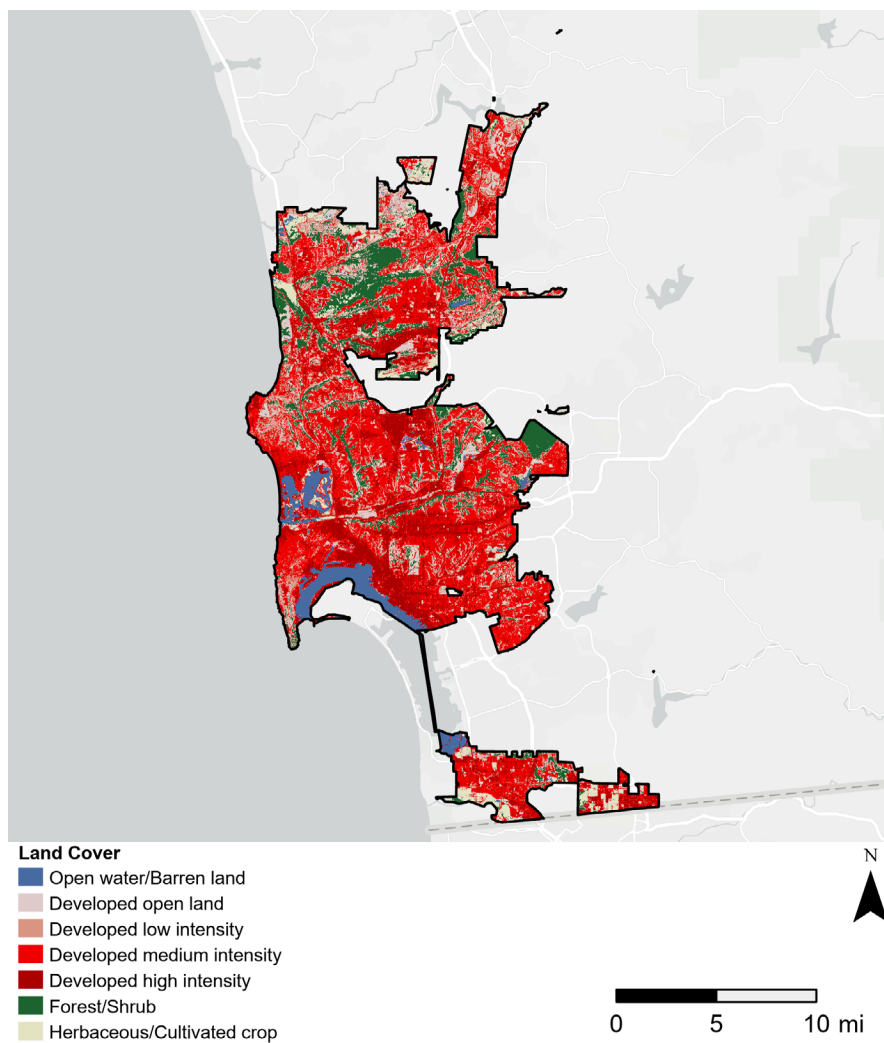 Land Cover
Open water/Barren land
Developed open land
Developed low intensity
Developed medium intensity
Developed high intensity
Forest/Shrub
Herbaceous/Cultivated crop
N
0 5 10 mi